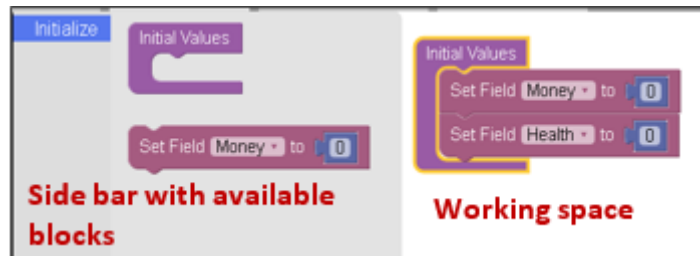 Initialize
Initial Values
Set Field Money to 0
Side bar with available
blocks
Initial Values
Set Field Money to 0
Set Field Health to 0
Working space